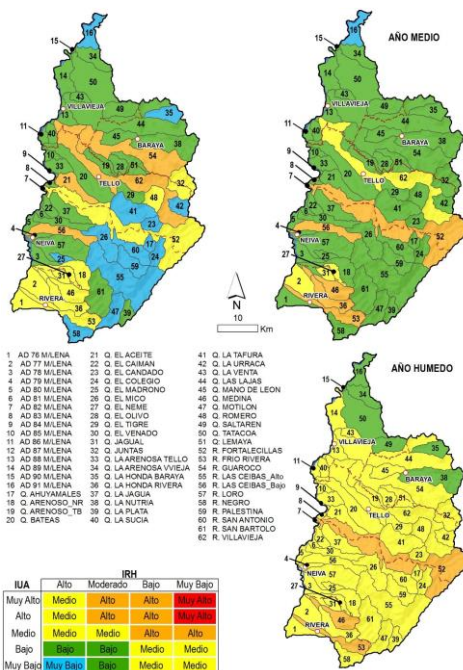 AÑO MEDIO
VILLAVIEJA
BARAYA
TELLO
NEIVA
RIVERA
VILLAVIEJA
BARAYA
TELLO
NEIVA
RIVERA
N
10
Km
1 AD 76 M/LENA
2 AD 77 M/LENA
3 AD 78 M/LENA
4 AD 79 M/LENA
5 AD 80 M/LENA
6 AD 81 M/LENA
7 AD 82 M/LENA
8 AD 83 M/LENA
9 AD 84 M/LENA
10 AD 85 M/LENA
11 AD 86 M/LENA
12 AD 87 M/LENA
13 AD 88 M/LENA
14 AD 89 M/LENA
15 AD 90 M/LENA
16 AD 91 M/LENA
17 Q. AHUYAMALES
18 Q. ARENOSO_NR
19 Q. ARENOSO_TB
20 Q. BATEAS
21 Q. EL ACEITE
22 Q. EL CAIMAN
23 Q. EL CANDADO
24 Q. EL COLEGIO
25 Q. EL MADROÑO
26 Q. EL MICO
27 Q. EL NEME
28 Q. EL OLIVO
29 Q. EL TIGRE
30 Q. EL VENADO
31 Q. JAGUAL
32 Q. JUNTAS
33 Q. LA ARENOSA TELLO
34 Q. LA ARENOSA VVIEJA
35 Q. LA HONDA BARAYA
36 Q. LA HONDA RIVERA
37 Q. LA JAGUA
38 Q. LA NUTRIA
39 Q. LA PLATA
40 Q. LA SUCIA
41 Q. LA TAFURA
42 Q. LA URRACA
43 Q. LA VENTA
44 Q. LAS LAJAS
45 Q. MANO DE LEON
46 Q. MEDINA
47 Q. MOTILON
48 Q. ROMERO
49 Q. SALTAREN
50 Q. TATACOA
51 Q. LEMAYA
52 R. FORTALECILLAS
53 R. FRIO RIVERA
54 R. GUAROCO
55 R. LAS CEIBAS_Alto
56 R. LAS CEIBAS_Bajo
57 R. LORO
58 R. NEGRO
59 R. PALESTINA
60 R. SAN ANTONIO
61 R. SAN BARTOLO
62 R. VILLAVIEJA
AÑO HUMEDO
VILLAVIEJA
BARAYA
TELLO
NEIVA
RIVERA
IRH
IUA Alto Moderado Bajo Muy Bajo
Muy Alto Medio Alto Alto Muy Alto
Alto Medio Alto Alto Muy Alto
Medio Medio Medio Alto Alto
Bajo Bajo Bajo Medio Medio
Muy Bajo Muy Bajo Bajo Medio Medio